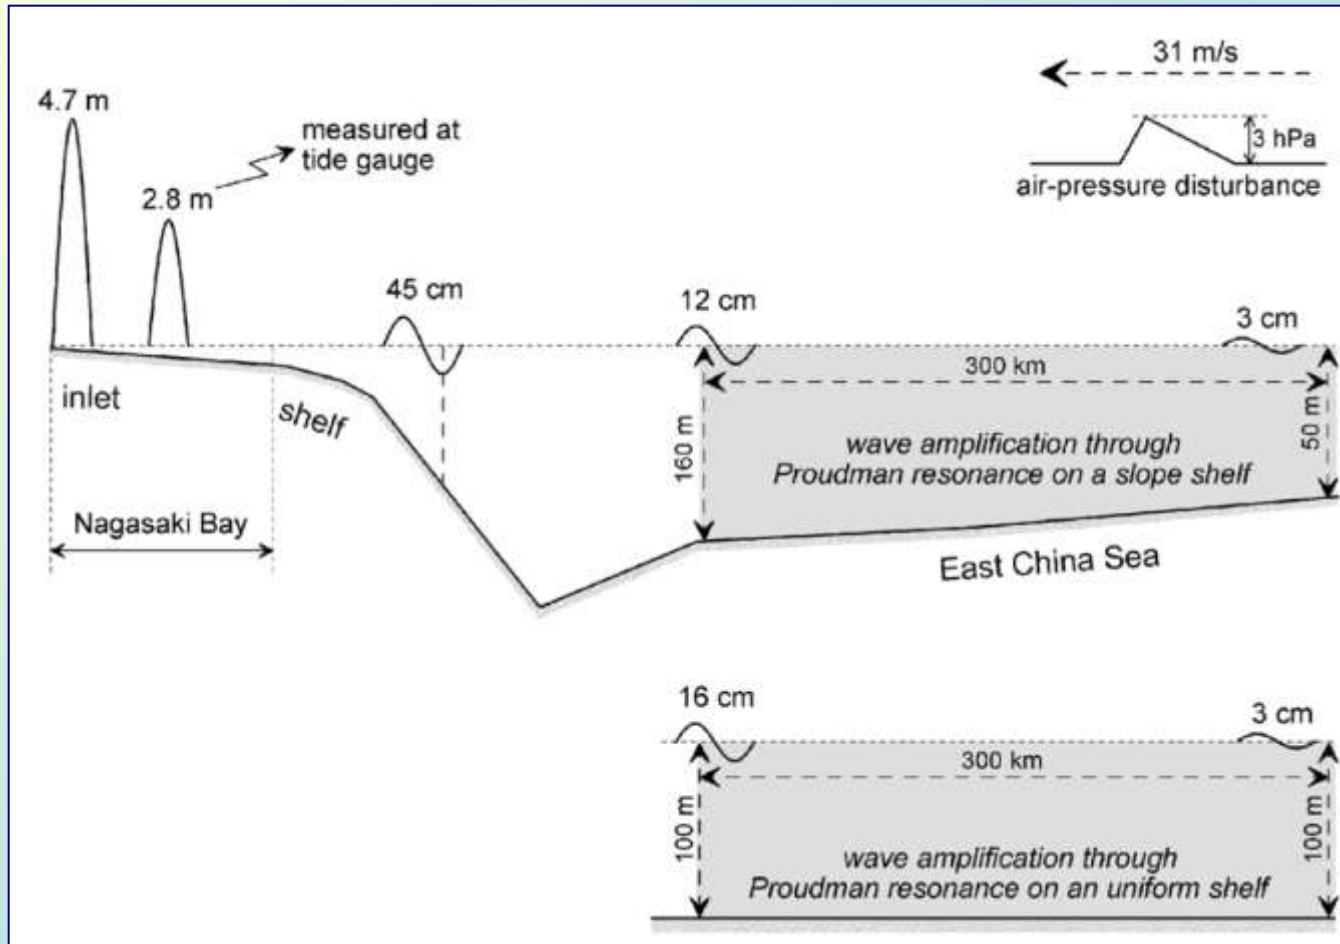 31 m/s
3 hPa
air-pressure disturbance
4.7 m
measured at
tide gauge
2.8 m
45 cm
12 cm
3 cm
300 km
160 m
50 m
wave amplification through
Proudman resonance on a slope shelf
inlet
shelf
Nagasaki Bay
East China Sea
16 cm
3 cm
300 km
100 m
100 m
wave amplification through
Proudman resonance on an uniform shelf